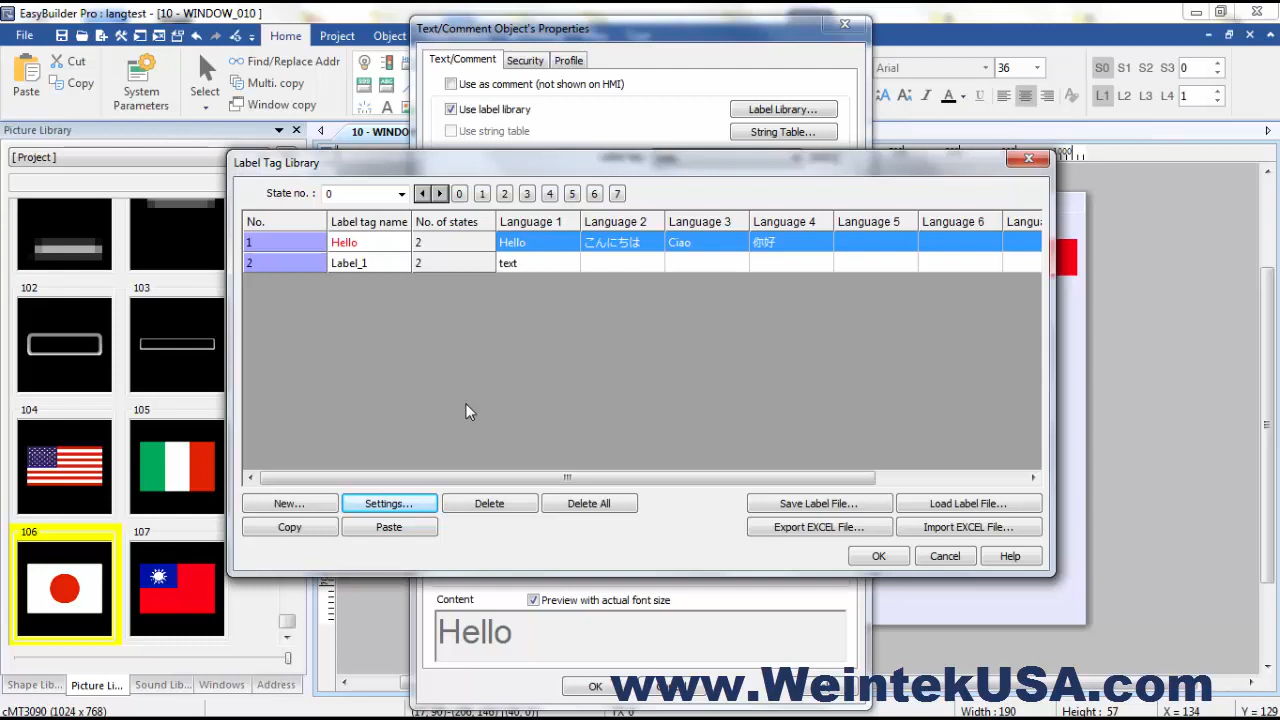 EasyBuilder Pro : langtest - [10 - WINDOW_010 ]
File Home Project Object
Paste
Cut
Copy
System Parameters
Select
Find/Replace Addr
Multi. copy
Window copy
Arial 36
S0 S1 S2 S3 0
L1 L2 L3 L4 1
Picture Library
[ Project ]
102 103
104 105
106 107
Shape Lib... Picture Li... Sound Lib... Windows Address
cMT3090 (1024 x 768)
10 - WINDO
Text/Comment Object's Properties
Text/Comment Security Profile
Use as comment (not shown on HMI)
Use label library Label Library...
Use string table String Table...
Label Tag Library
State no. : 0 0 1 2 3 4 5 6 7
No. Label tag name No. of states Language 1 Language 2 Language 3 Language 4 Language 5 Language 6 Langua
1 Hello 2 Hello こんにちは Ciao 你好
2 Label_1 2 text
New... Settings... Delete Delete All Save Label File... Load Label File...
Copy Paste Export EXCEL File... Import EXCEL File...
OK Cancel Help
Content Preview with actual font size
Hello
OK
www.WeintekUSA.com
Width : 190 Height : 57 X = 134 Y = 129